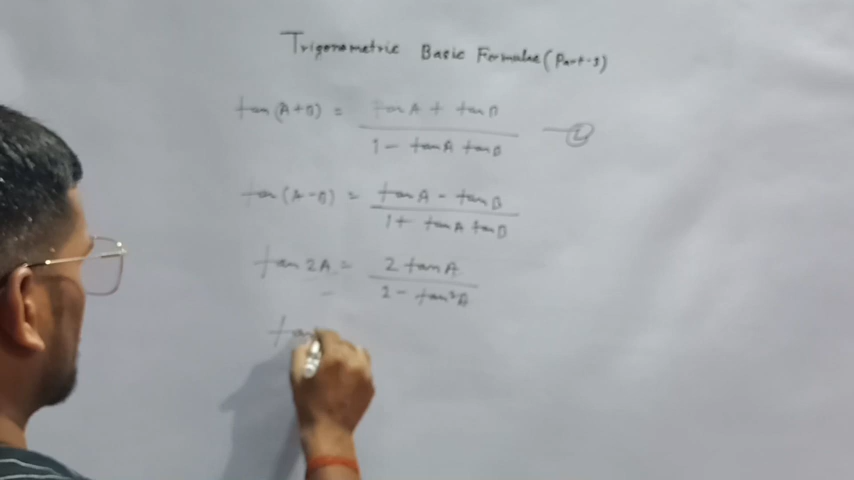 Trigonometric Basic Formulae (Part-3)
tan (A+B) = tan A + tan B / 1 - tan A tan B
tan (A-B) = tan A - tan B / 1 + tan A tan B
tan 2A = 2 tan A / 1 - tan²A
tan